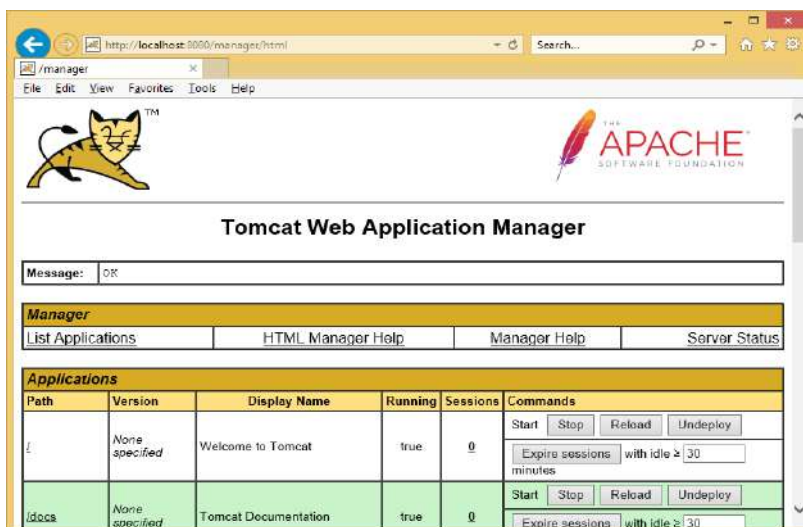 http://localhost:8080/manager/html
Search...
/manager
File Edit View Favorites Tools Help
TM
THE
APACHE
SOFTWARE FOUNDATION
Tomcat Web Application Manager
Message: OK
Manager
List Applications HTML Manager Help Manager Help Server Status
Applications
Path Version Display Name Running Sessions Commands
/ None specified Welcome to Tomcat true 0 Start Stop Reload Undeploy
Expire sessions with idle ≥ 30 minutes
/docs None specified Tomcat Documentation true 0 Start Stop Reload Undeploy
Expire sessions with idle ≥ 30